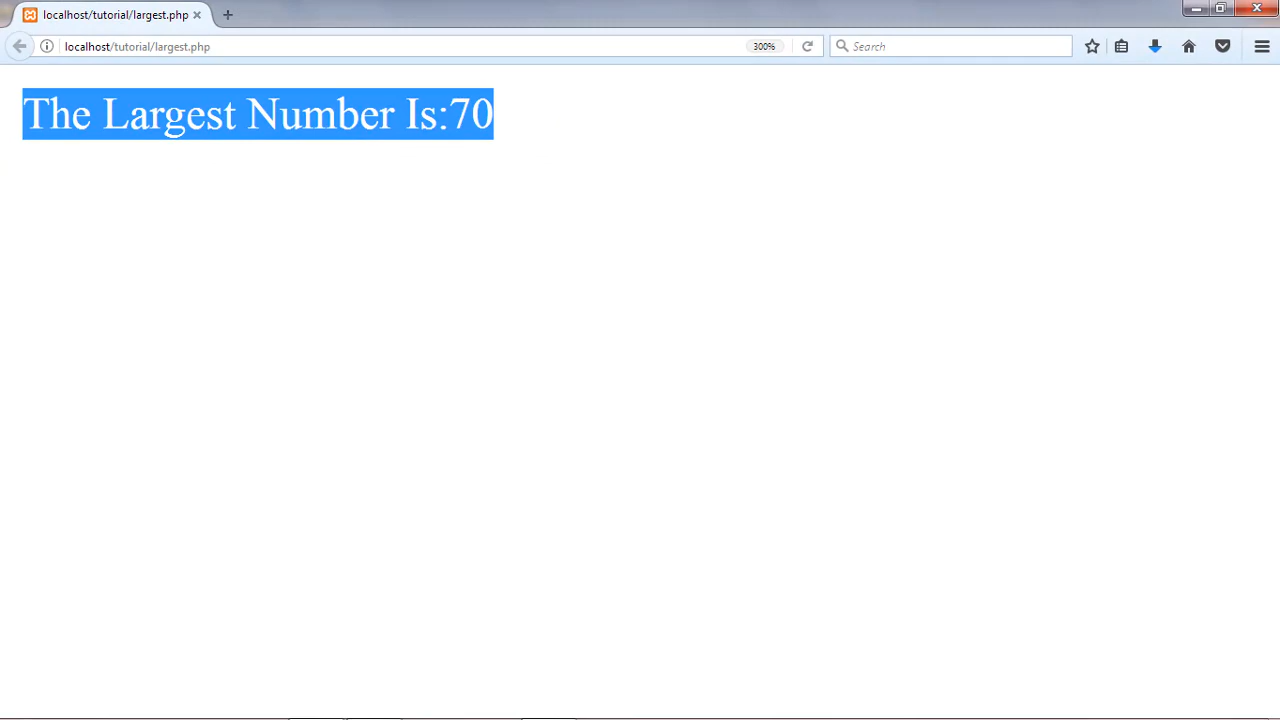 localhost/tutorial/largest.php
localhost/tutorial/largest.php
300%
Search
The Largest Number Is:70